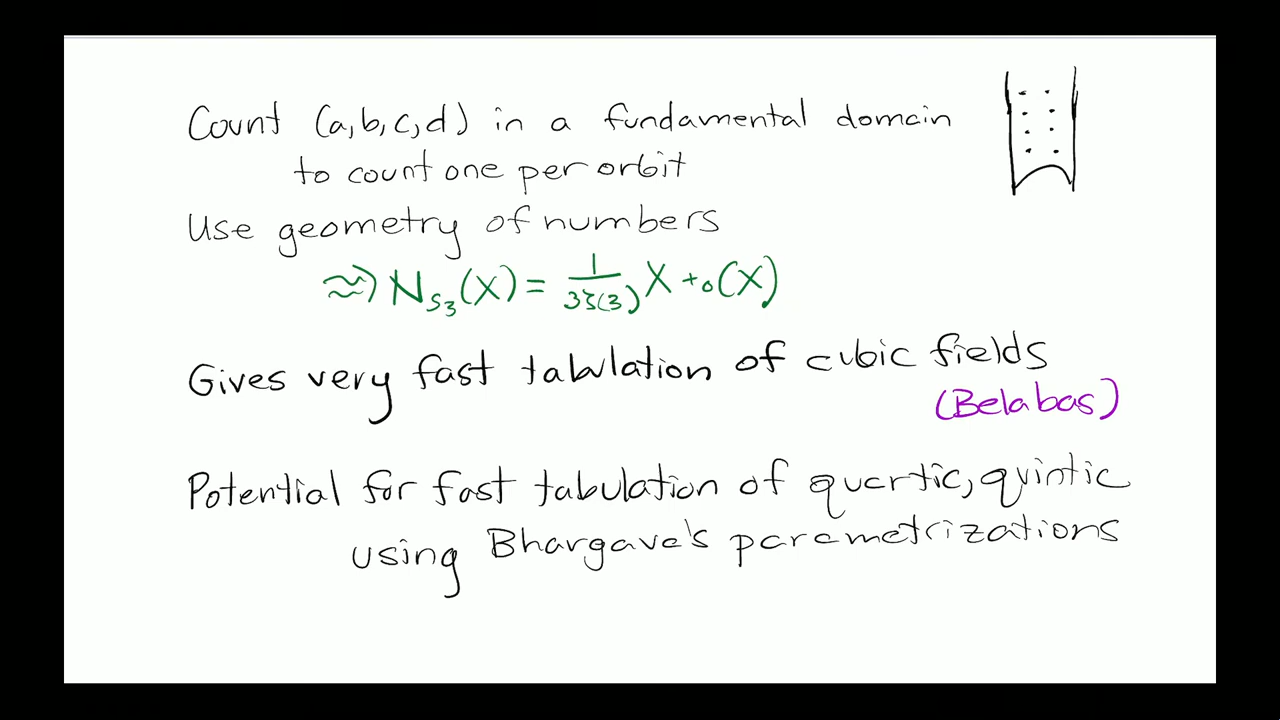 Count (a,b,c,d) in a fundamental domain
to count one per orbit
Use geometry of numbers
≈> N_{S_3}(X) = \frac{1}{3ζ(3)} X + o(X)
Gives very fast tabulation of cubic fields
(Belabas)
Potential for fast tabulation of quartic, quintic
using Bhargava's parametrizations